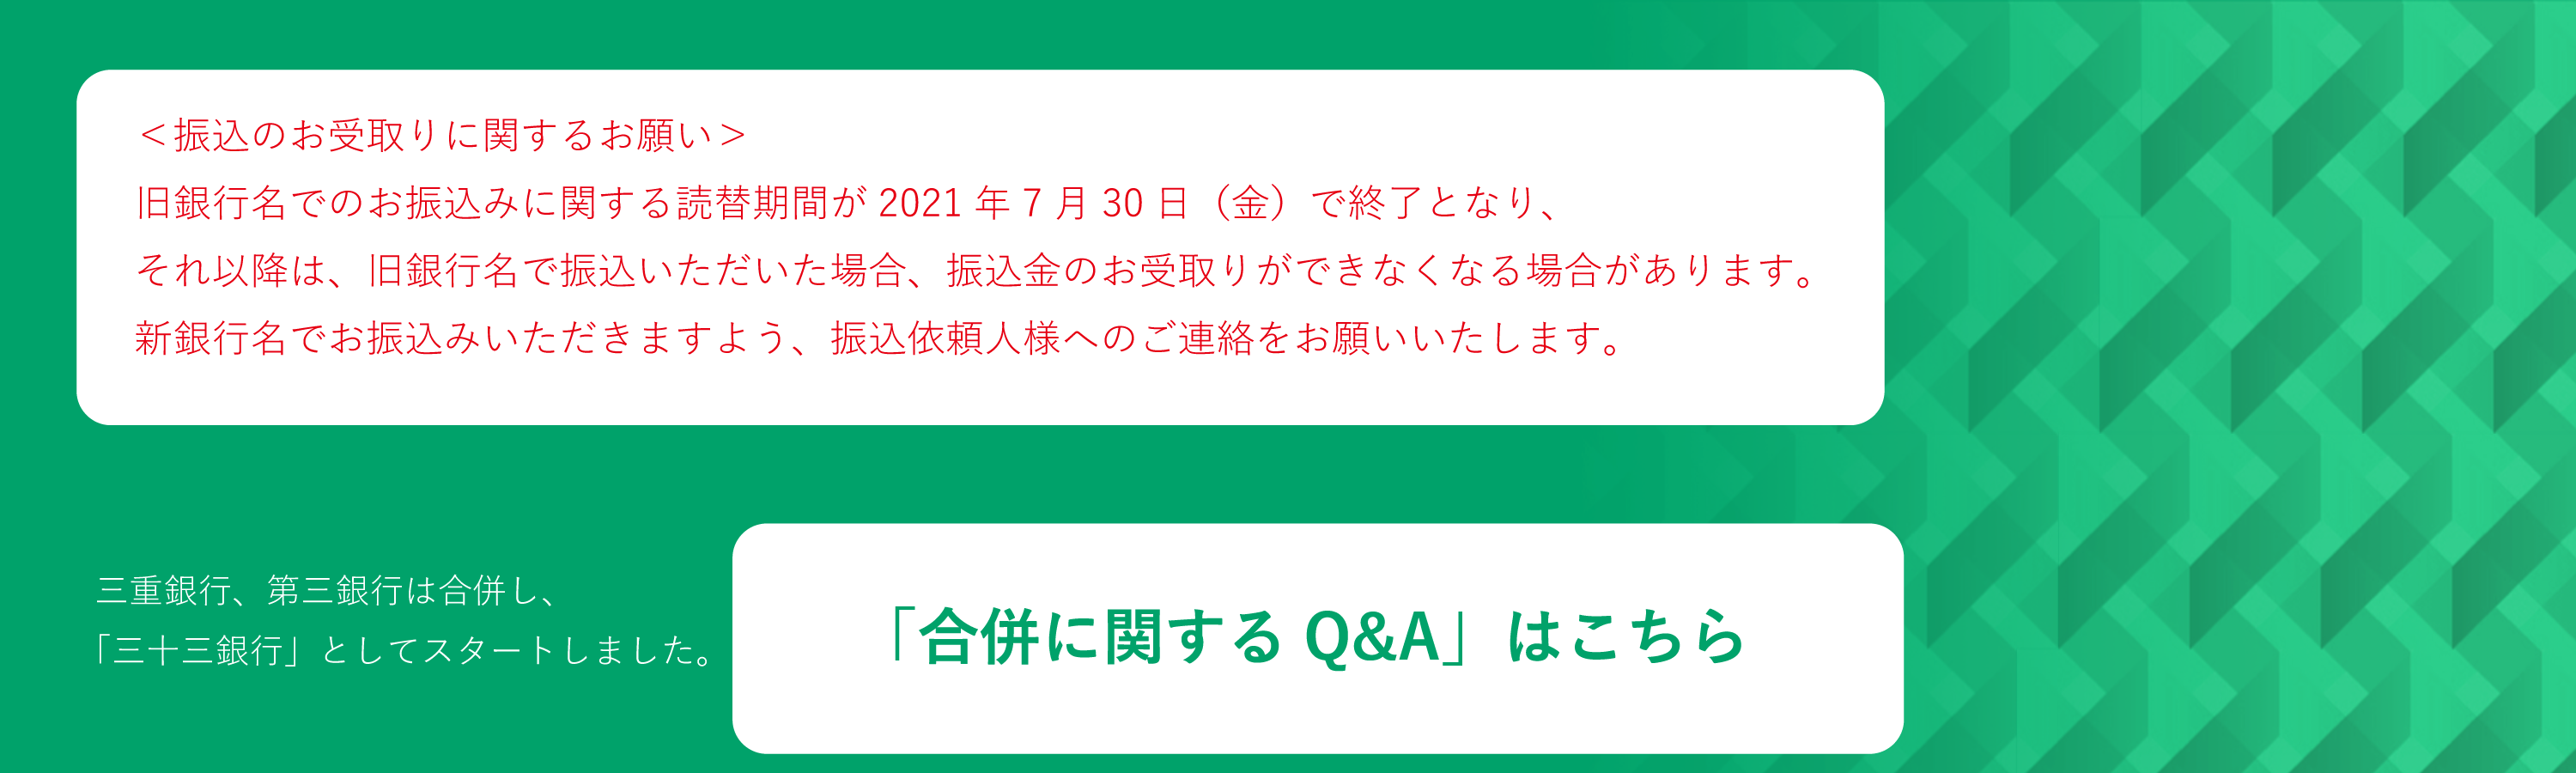 ＜振込のお受取りに関するお願い＞
旧銀行名でのお振込みに関する読替期間が 2021 年 7 月 30 日（金）で終了となり、
それ以降は、旧銀行名で振込いただいた場合、振込金のお受取りができなくなる場合があります。
新銀行名でお振込みいただきますよう、振込依頼人様へのご連絡をお願いいたします。
三重銀行、第三銀行は合併し、
「三十三銀行」としてスタートしました。
「合併に関する Q&A」はこちら